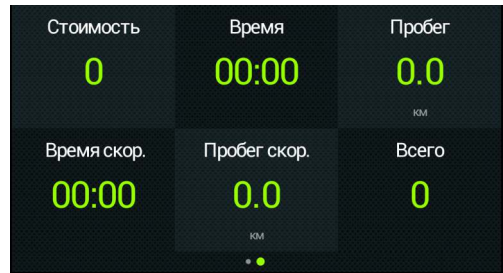 Стоимость Время Пробег
0 00:00 0.0
км
Время скор. Пробег скор. Всего
00:00 0.0 0
км